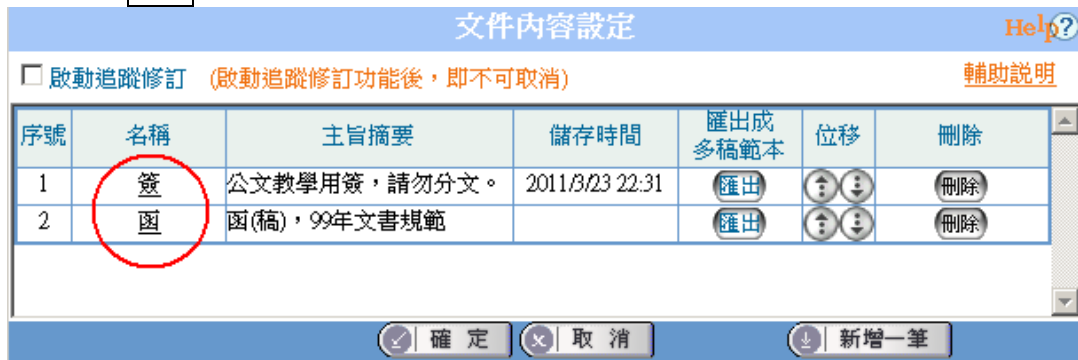 文件內容設定 Help?
啟動追蹤修訂 (啟動追蹤修訂功能後，即不可取消) 輔助說明
序號 名稱 主旨摘要 儲存時間 匯出成多稿範本 位移 刪除
1 簽 公文教學用簽，請勿分文。 2011/3/23 22:31 匯出 刪除
2 函 函(稿)，99年文書規範 匯出 刪除
確定 取消 新增一筆